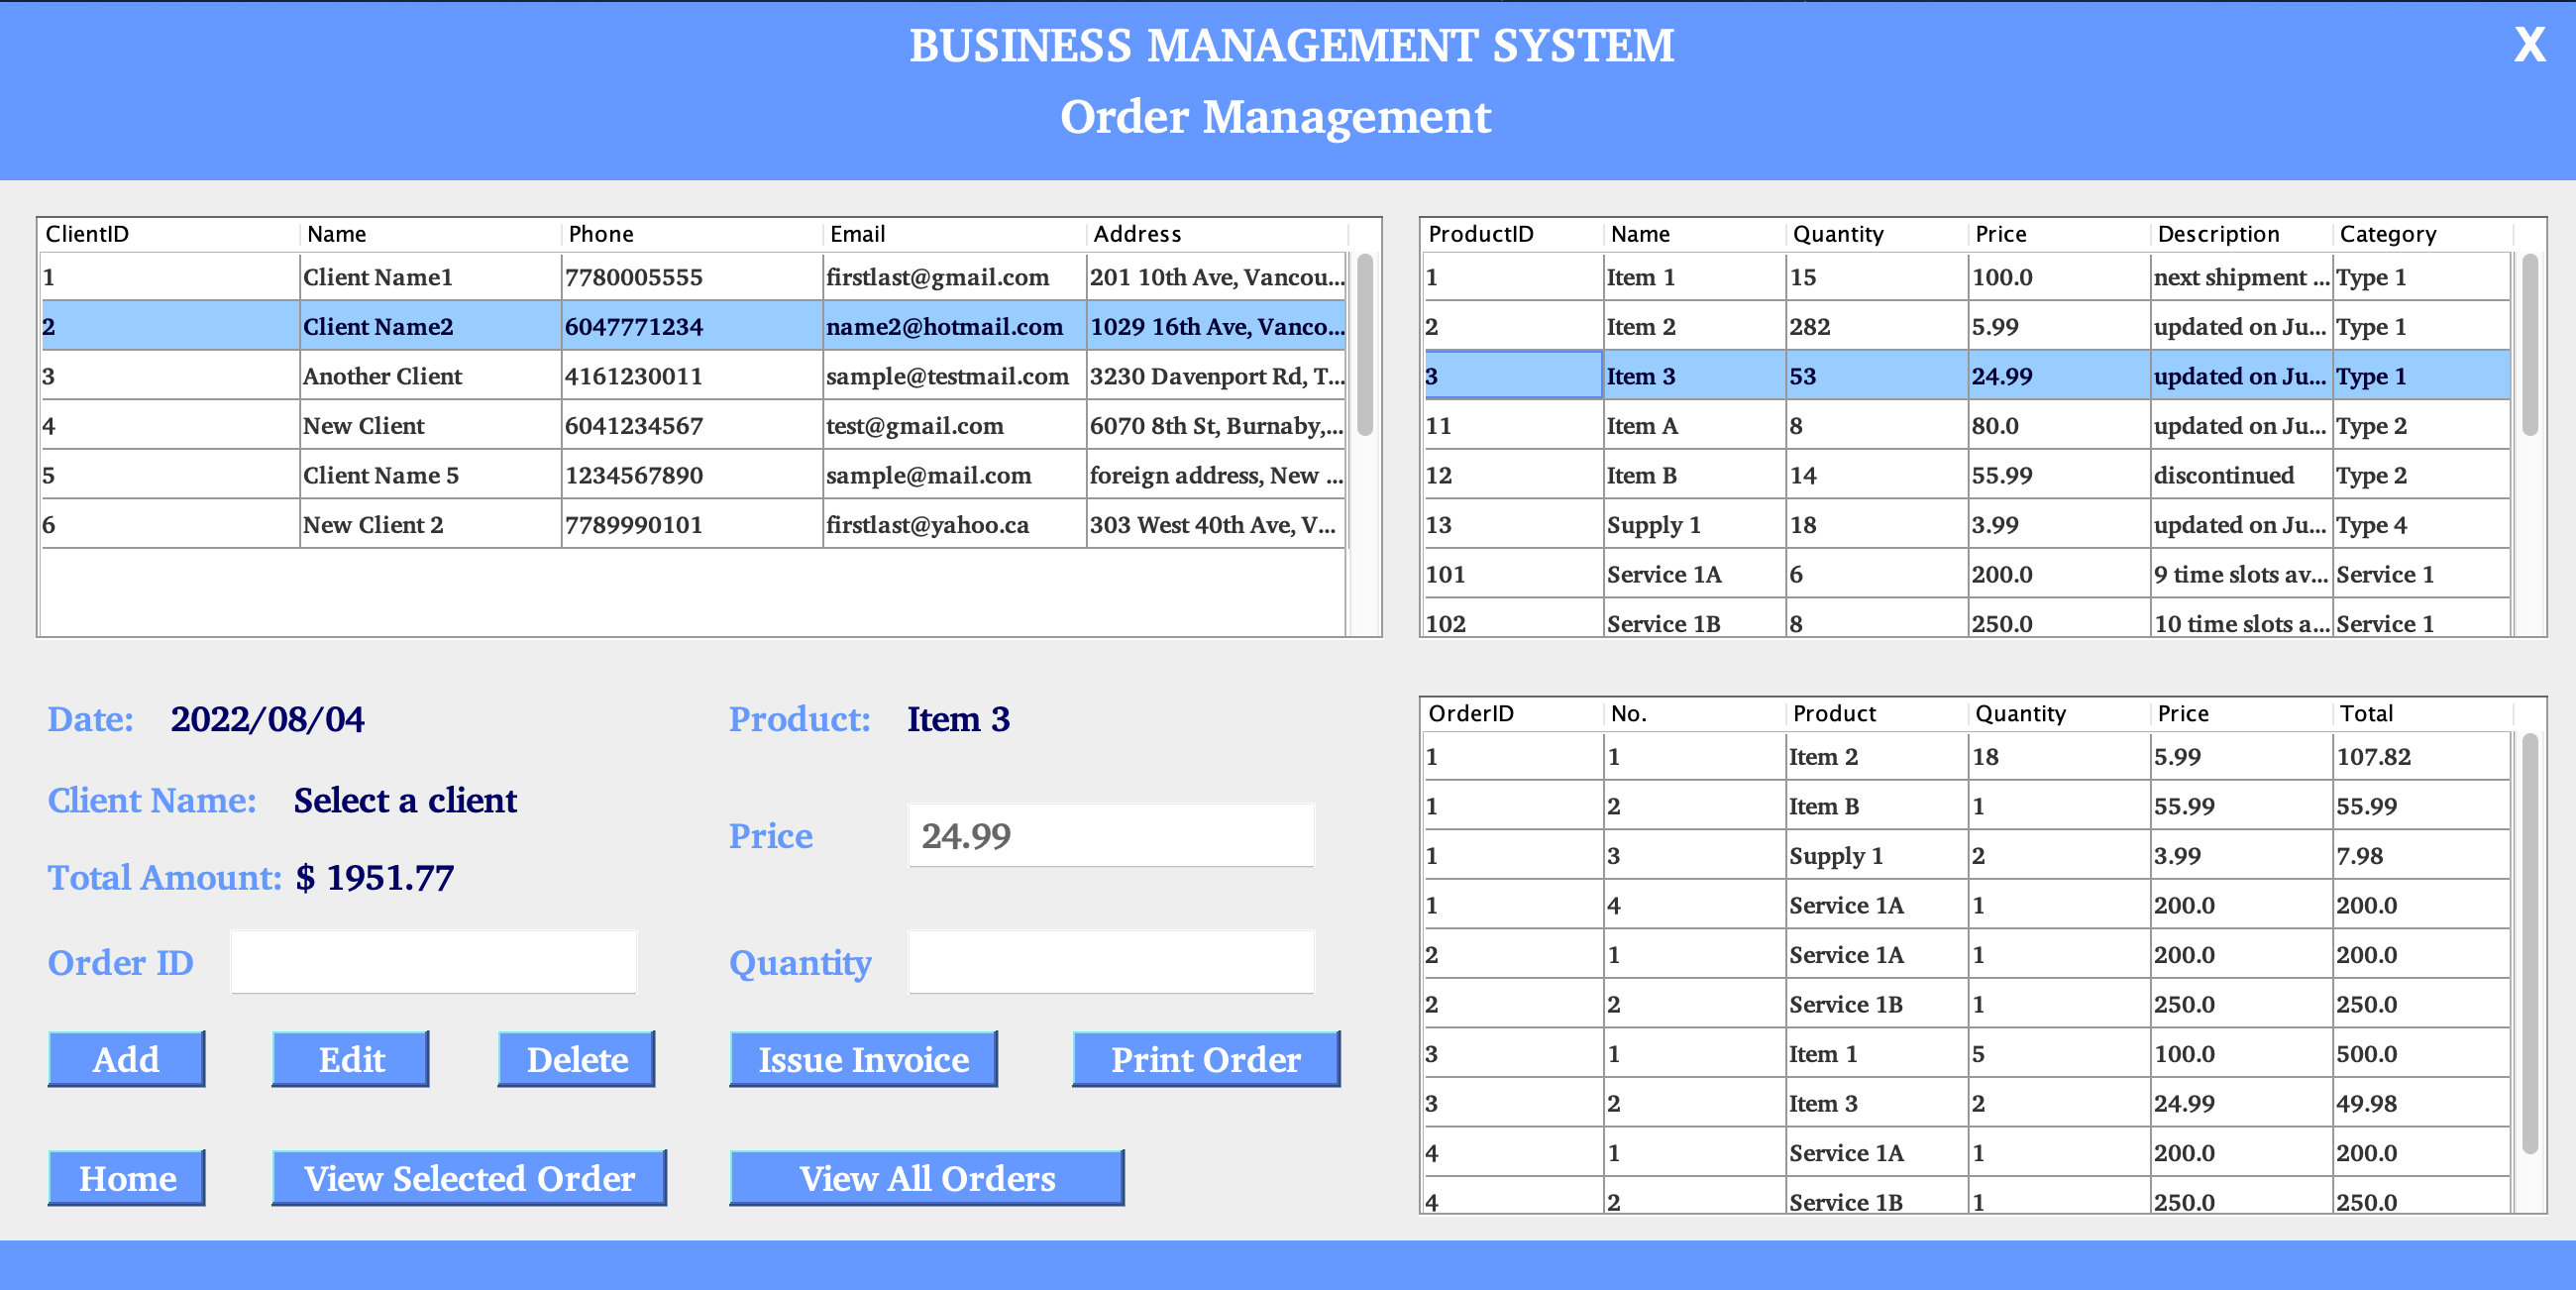 BUSINESS MANAGEMENT SYSTEM
X
Order Management
ClientID Name Phone Email Address
1 Client Name1 7780005555 firstlast@gmail.com 201 10th Ave, Vancou...
2 Client Name2 6047771234 name2@hotmail.com 1029 16th Ave, Vanco...
3 Another Client 4161230011 sample@testmail.com 3230 Davenport Rd, T...
4 New Client 6041234567 test@gmail.com 6070 8th St, Burnaby,...
5 Client Name 5 1234567890 sample@mail.com foreign address, New ...
6 New Client 2 7789990101 firstlast@yahoo.ca 303 West 40th Ave, V...
ProductID Name Quantity Price Description Category
1 Item 1 15 100.0 next shipment ... Type 1
2 Item 2 282 5.99 updated on Ju... Type 1
3 Item 3 53 24.99 updated on Ju... Type 1
11 Item A 8 80.0 updated on Ju... Type 2
12 Item B 14 55.99 discontinued Type 2
13 Supply 1 18 3.99 updated on Ju... Type 4
101 Service 1A 6 200.0 9 time slots av... Service 1
102 Service 1B 8 250.0 10 time slots a... Service 1
Date: 2022/08/04
Client Name: Select a client
Total Amount: $ 1951.77
Order ID
Product: Item 3
Price 24.99
Quantity
Add Edit Delete Issue Invoice Print Order
Home View Selected Order View All Orders
OrderID No. Product Quantity Price Total
1 1 Item 2 18 5.99 107.82
1 2 Item B 1 55.99 55.99
1 3 Supply 1 2 3.99 7.98
1 4 Service 1A 1 200.0 200.0
2 1 Service 1A 1 200.0 200.0
2 2 Service 1B 1 250.0 250.0
3 1 Item 1 5 100.0 500.0
3 2 Item 3 2 24.99 49.98
4 1 Service 1A 1 200.0 200.0
4 2 Service 1B 1 250.0 250.0